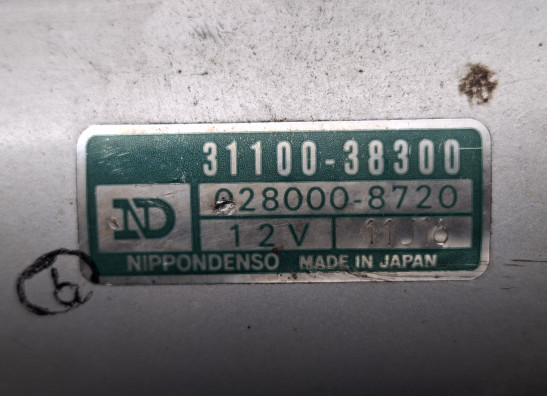 31100-38300
ND
028000-8720
12V
NIPPONDENSO MADE IN JAPAN